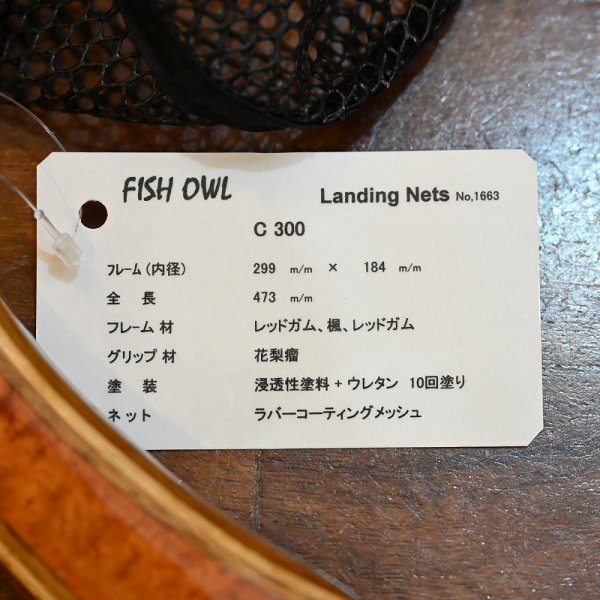 FISH OWL Landing Nets No,1663
C 300
フレーム(内径) 299 m/m × 184 m/m
全 長 473 m/m
フレーム 材 レッドガム、楓、レッドガム
グリップ 材 花梨瘤
塗 装 浸透性塗料 + ウレタン 10回塗り
ネット ラバーコーティングメッシュ